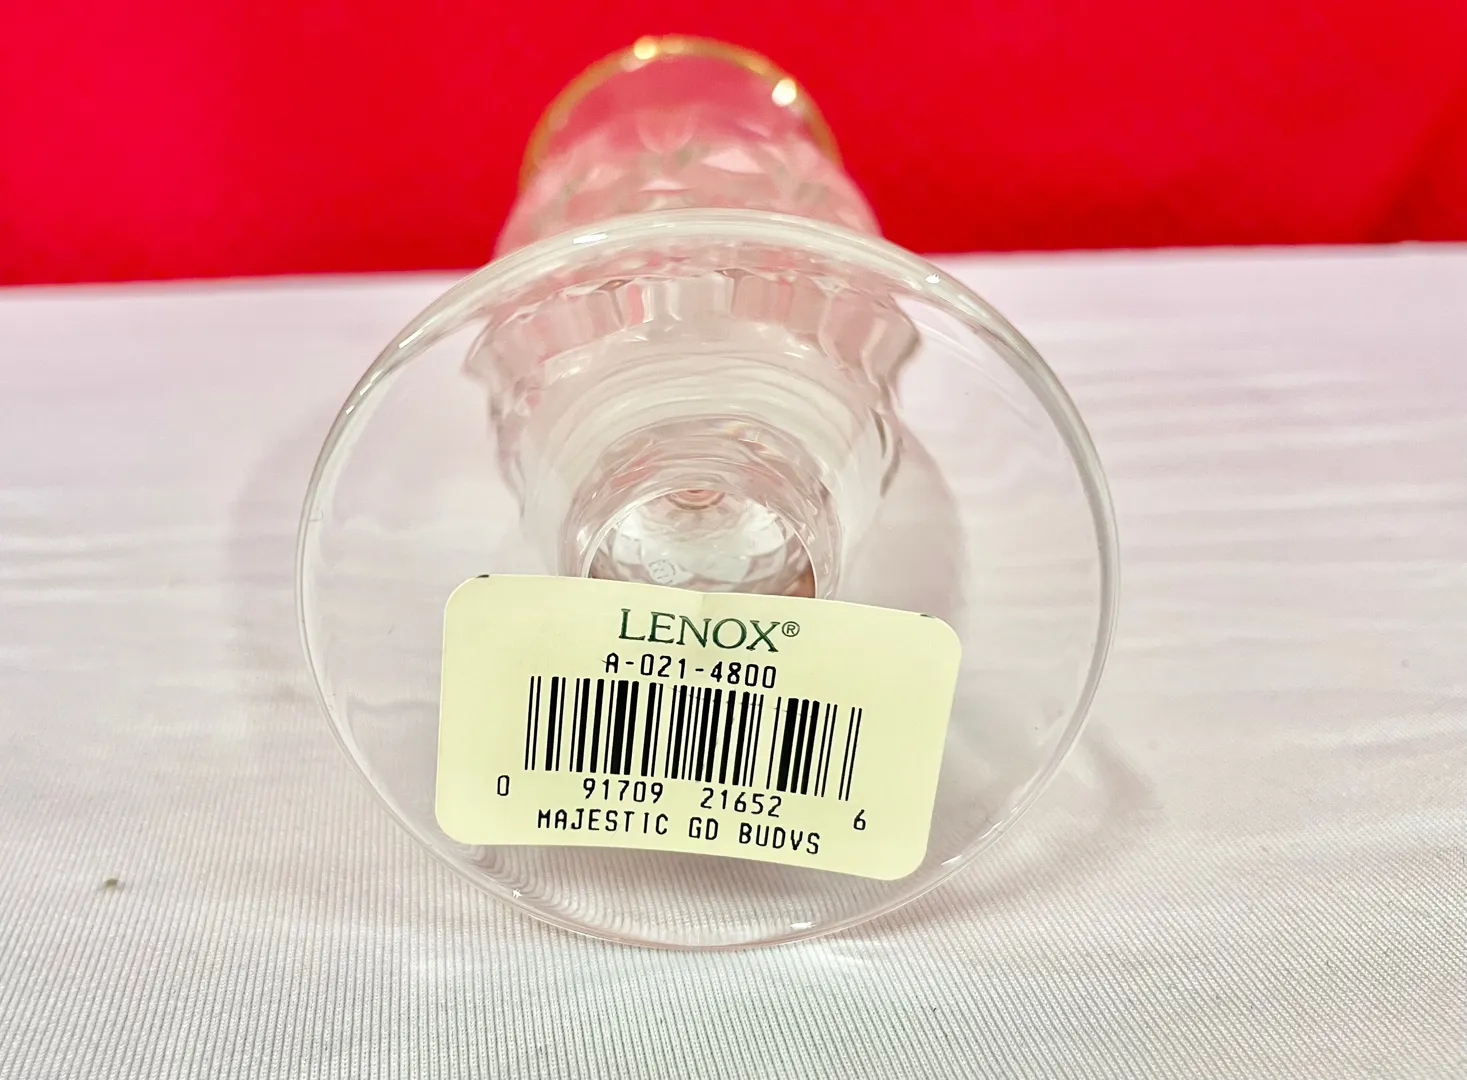 LENOX®
A-021-4800
0 91709 21652 6
MAJESTIC GD BUDVS